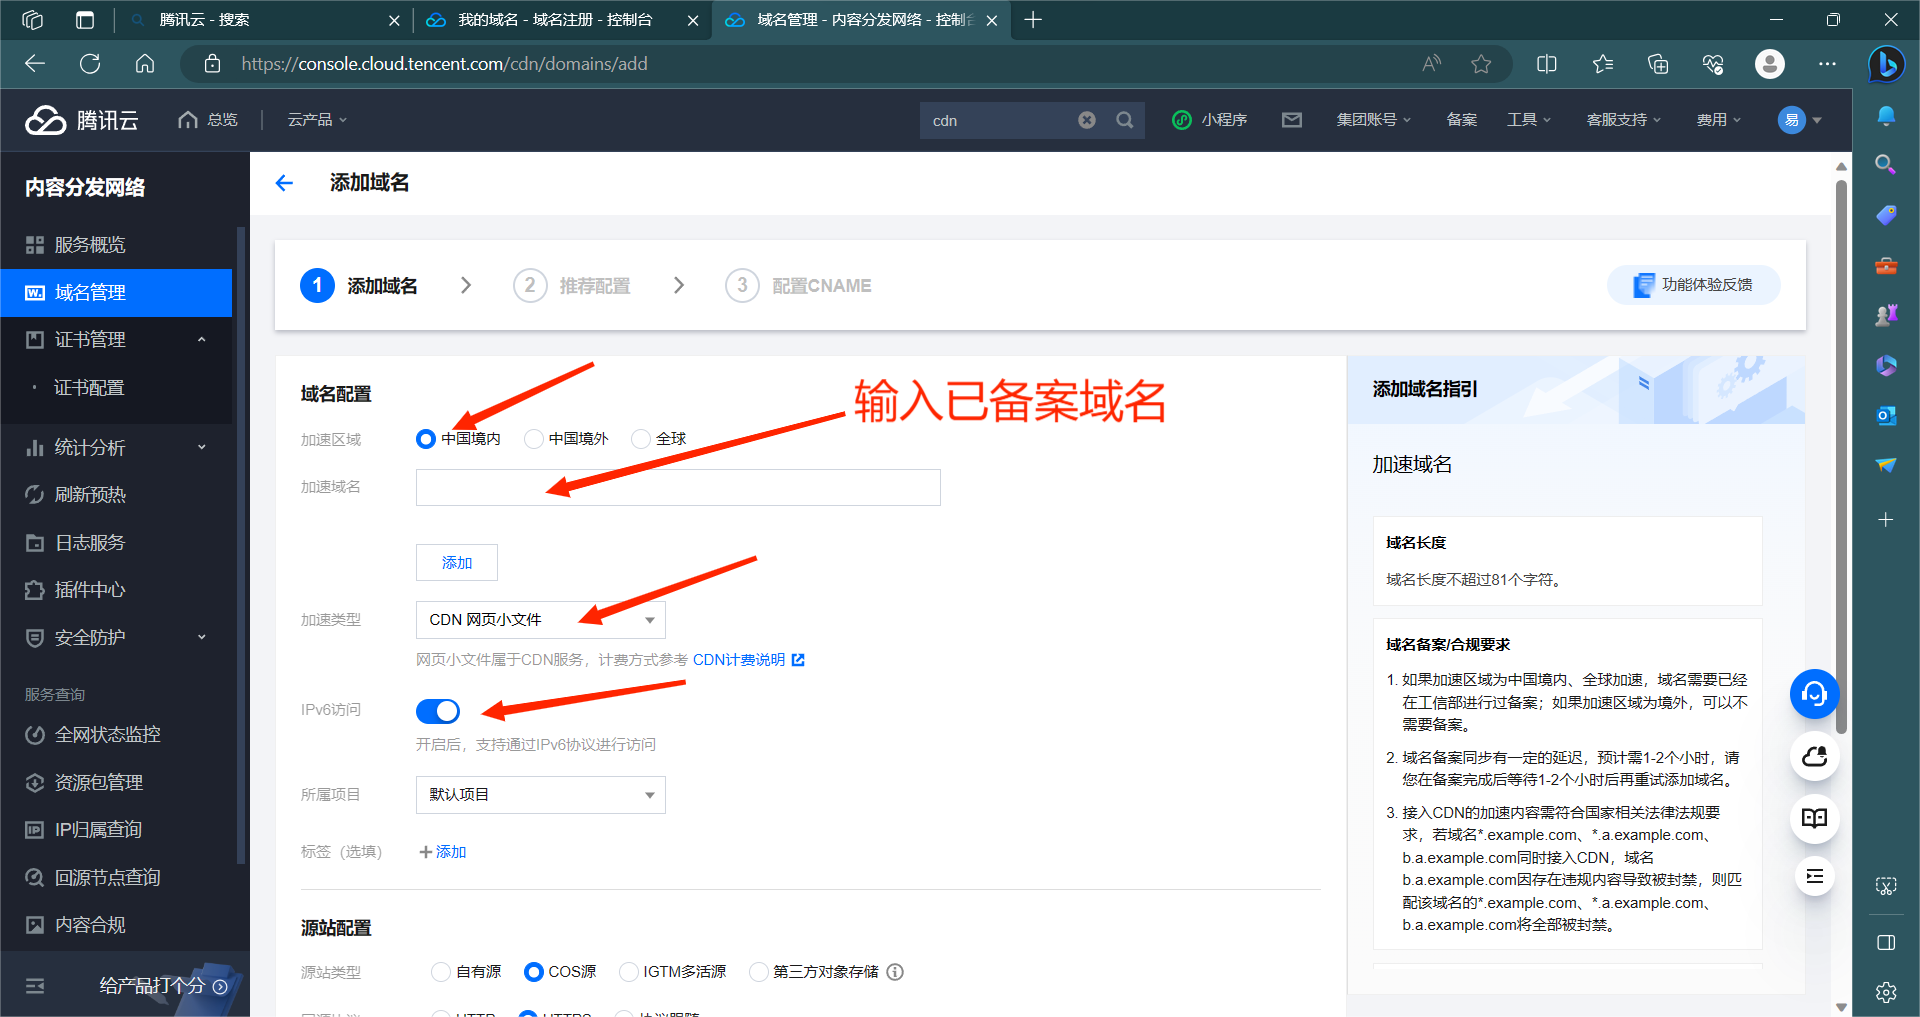 腾讯云 - 搜索
我的域名 - 域名注册 - 控制台
域名管理 - 内容分发网络 - 控制台
https://console.cloud.tencent.com/cdn/domains/add
腾讯云
总览
云产品
cdn
小程序
集团账号
备案
工具
客服支持
费用
易
内容分发网络
服务概览
域名管理
证书管理
证书配置
统计分析
刷新预热
日志服务
插件中心
安全防护
服务查询
全网状态监控
资源包管理
IP归属查询
回源节点查询
内容合规
给产品打个分
添加域名
1 添加域名
2 推荐配置
3 配置CNAME
功能体验反馈
域名配置
输入已备案域名
加速区域
中国境内
中国境外
全球
加速域名
添加
加速类型
CDN 网页小文件
网页小文件属于CDN服务，计费方式参考 CDN计费说明
IPv6访问
开启后，支持通过IPv6协议进行访问
所属项目
默认项目
标签（选填）
添加
源站配置
源站类型
自有源
COS源
IGTM多活源
第三方对象存储
回源协议
HTTP
HTTPS
协议跟随
添加域名指引
加速域名
域名长度
域名长度不超过81个字符。
域名备案/合规要求
1. 如果加速区域为中国境内、全球加速，域名需要已经
在工信部进行过备案；如果加速区域为境外，可以不
需要备案。
2. 域名备案同步有一定的延迟，预计需1-2个小时，请
您在备案完成后等待1-2个小时后再重试添加域名。
3. 接入CDN的加速内容需符合国家相关法律法规要
求，若域名*.example.com、*.a.example.com、
b.a.example.com同时接入CDN，域名
b.a.example.com因存在违规内容导致被封禁，则匹
配该域名的*.example.com、*.a.example.com、
b.a.example.com将全部被封禁。